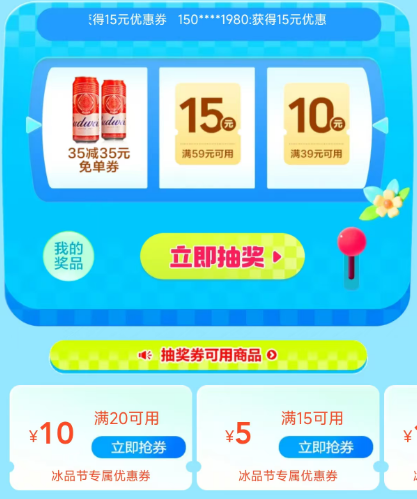 获得15元优惠券 150****1980:获得15元优惠
35减35元
免单券
15元
满59元可用
10元
满39元可用
我的
奖品
立即抽奖
抽奖券可用商品
¥10
满20可用
立即抢券
冰品节专属优惠券
¥5
满15可用
立即抢券
冰品节专属优惠券
¥